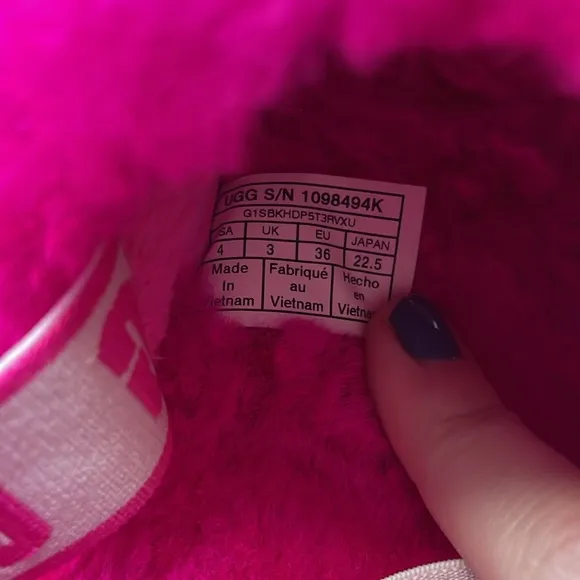 UGG S/N 1098494K
G1SBKHDP5T3RVXU
UK EU JAPAN
4 3 36 22.5
Made Fabriqué Hecho
In au en
Vietnam